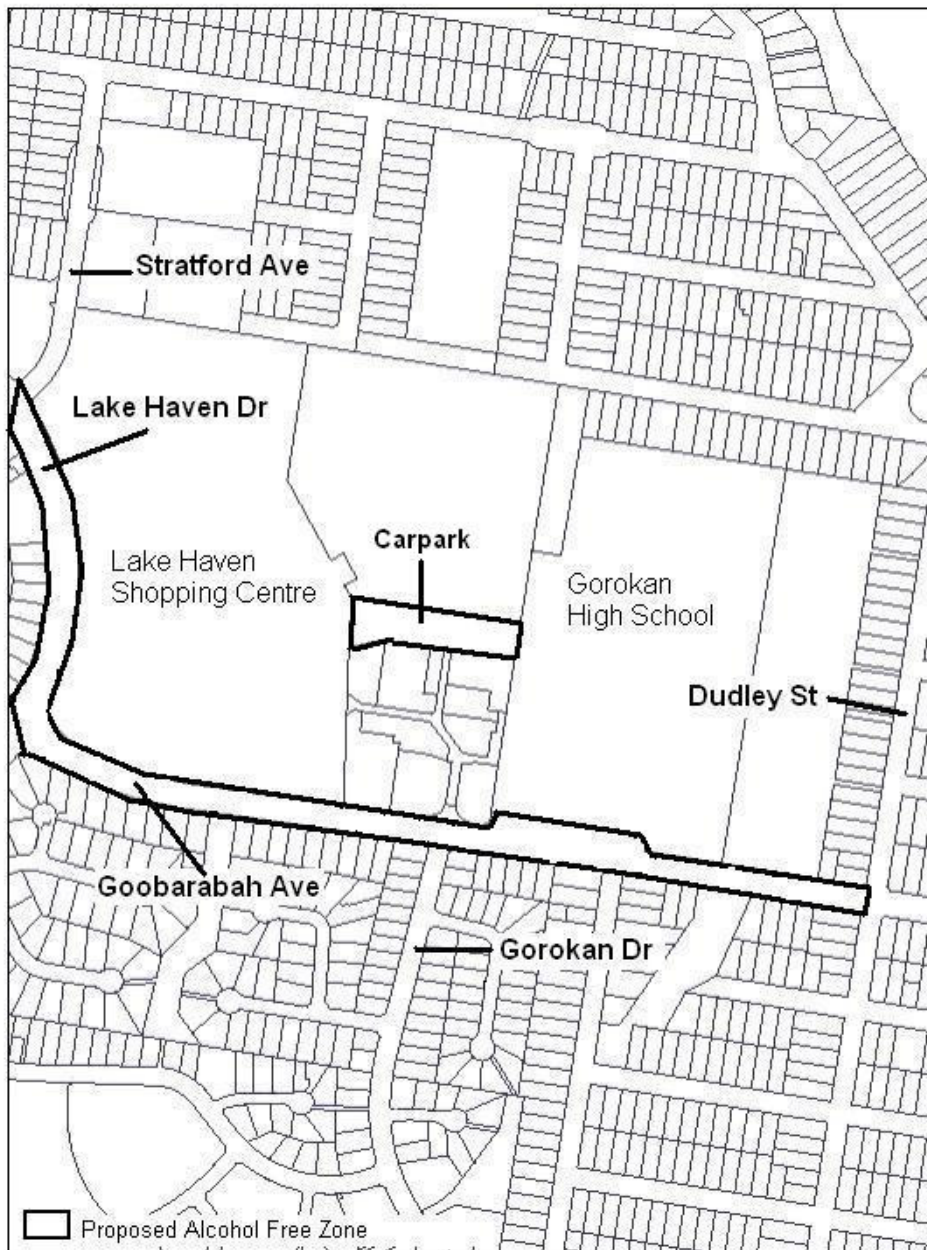 Stratford Ave
Lake Haven Dr
Carpark
Lake Haven
Shopping Centre
Gorokan
High School
Dudley St
Goobarabah Ave
Gorokan Dr
Proposed Alcohol Free Zone